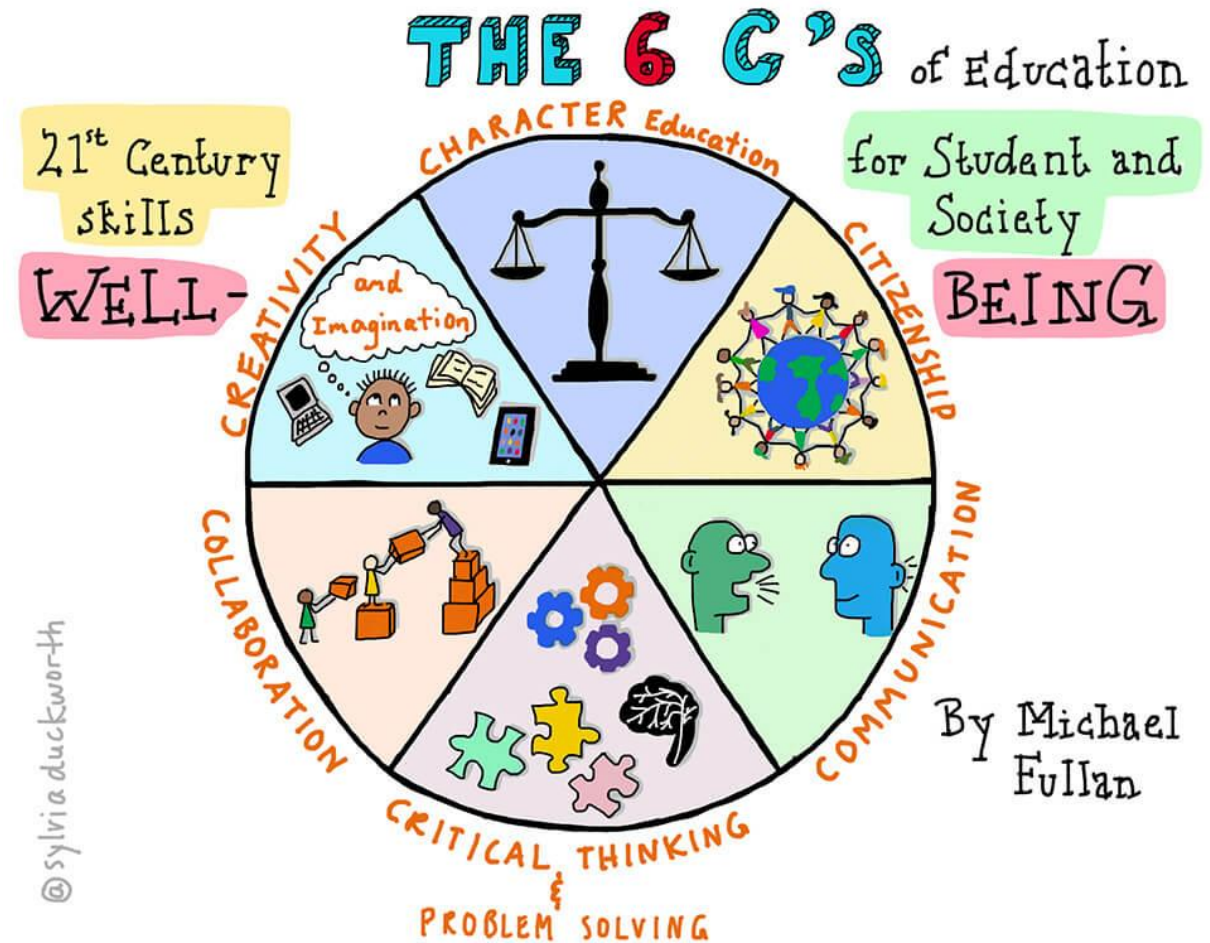 THE 6 C'S of Education
21st Century
skills
WELL-
for Student and
Society
BEING
CHARACTER Education
CITIZENSHIP
COMMUNICATION
CRITICAL THINKING
&
PROBLEM SOLVING
COLLABORATION
CREATIVITY
and
Imagination
By Michael
Fullan
@sylviaduckworth